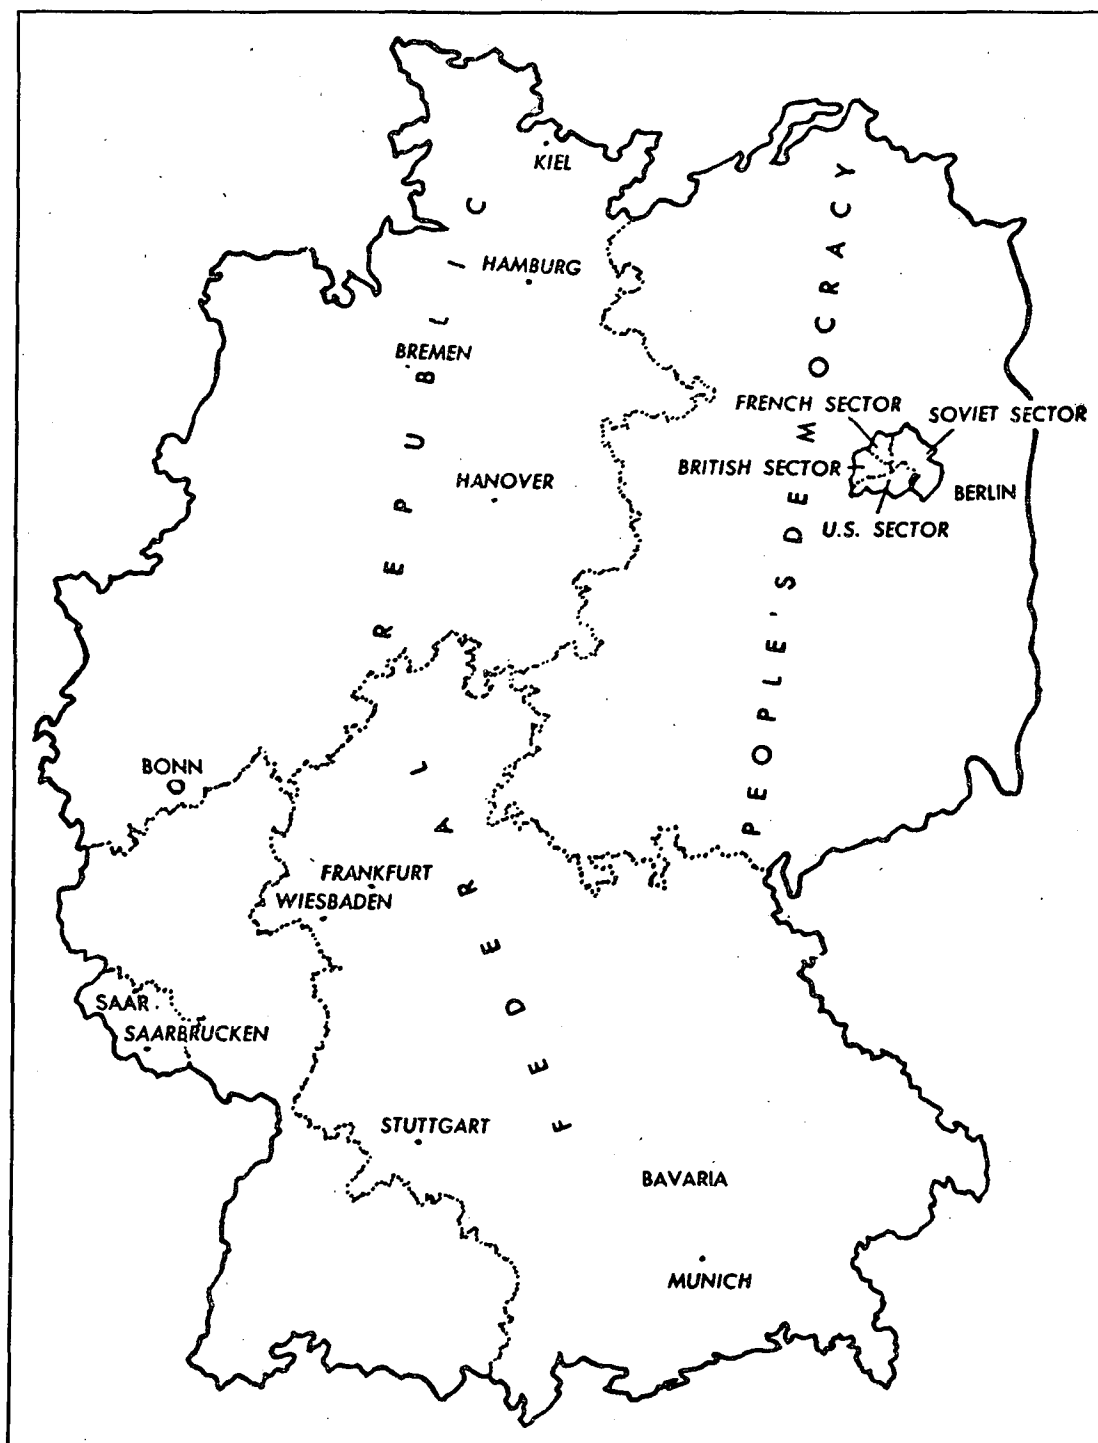 KIEL
HAMBURG
BREMEN
HANOVER
FRENCH SECTOR
SOVIET SECTOR
BRITISH SECTOR
BERLIN
U.S. SECTOR
PEOPLE'S DEMOCRACY
FEDERAL REPUBLIC
BONN
FRANKFURT
WIESBADEN
SAAR
SAARBRUCKEN
STUTTGART
BAVARIA
MUNICH